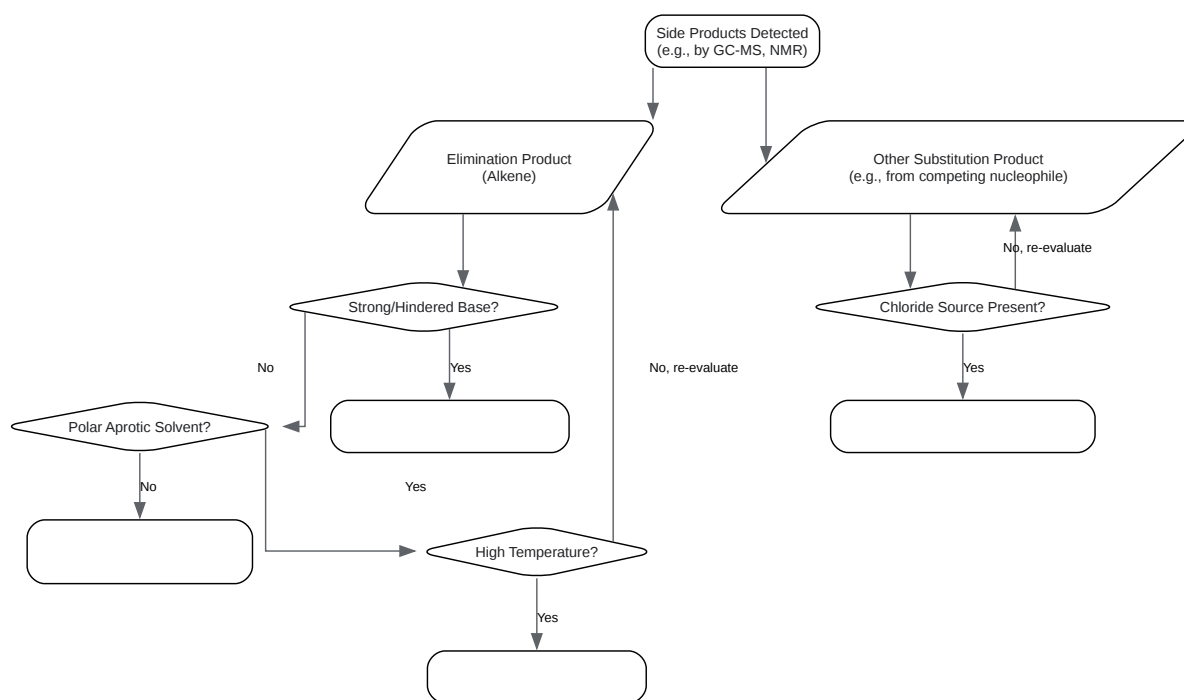 Side Products Detected
(e.g., by GC-MS, NMR)
Elimination Product
(Alkene)
Other Substitution Product
(e.g., from competing nucleophile)
No, re-evaluate
Strong/Hindered Base?
Chloride Source Present?
No
Yes
No, re-evaluate
Yes
Polar Aprotic Solvent?
No
Yes
High Temperature?
Yes